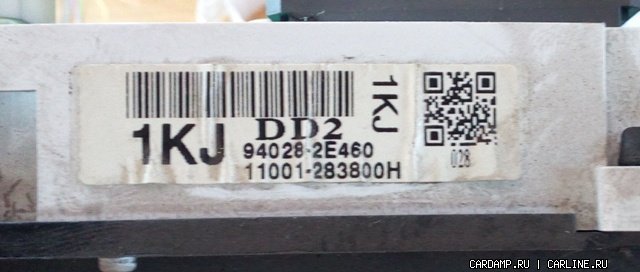 1KJ
DD2
1KJ
94028-2E460
11001-283800H
028
CARDAMP.RU | CARLINE.RU